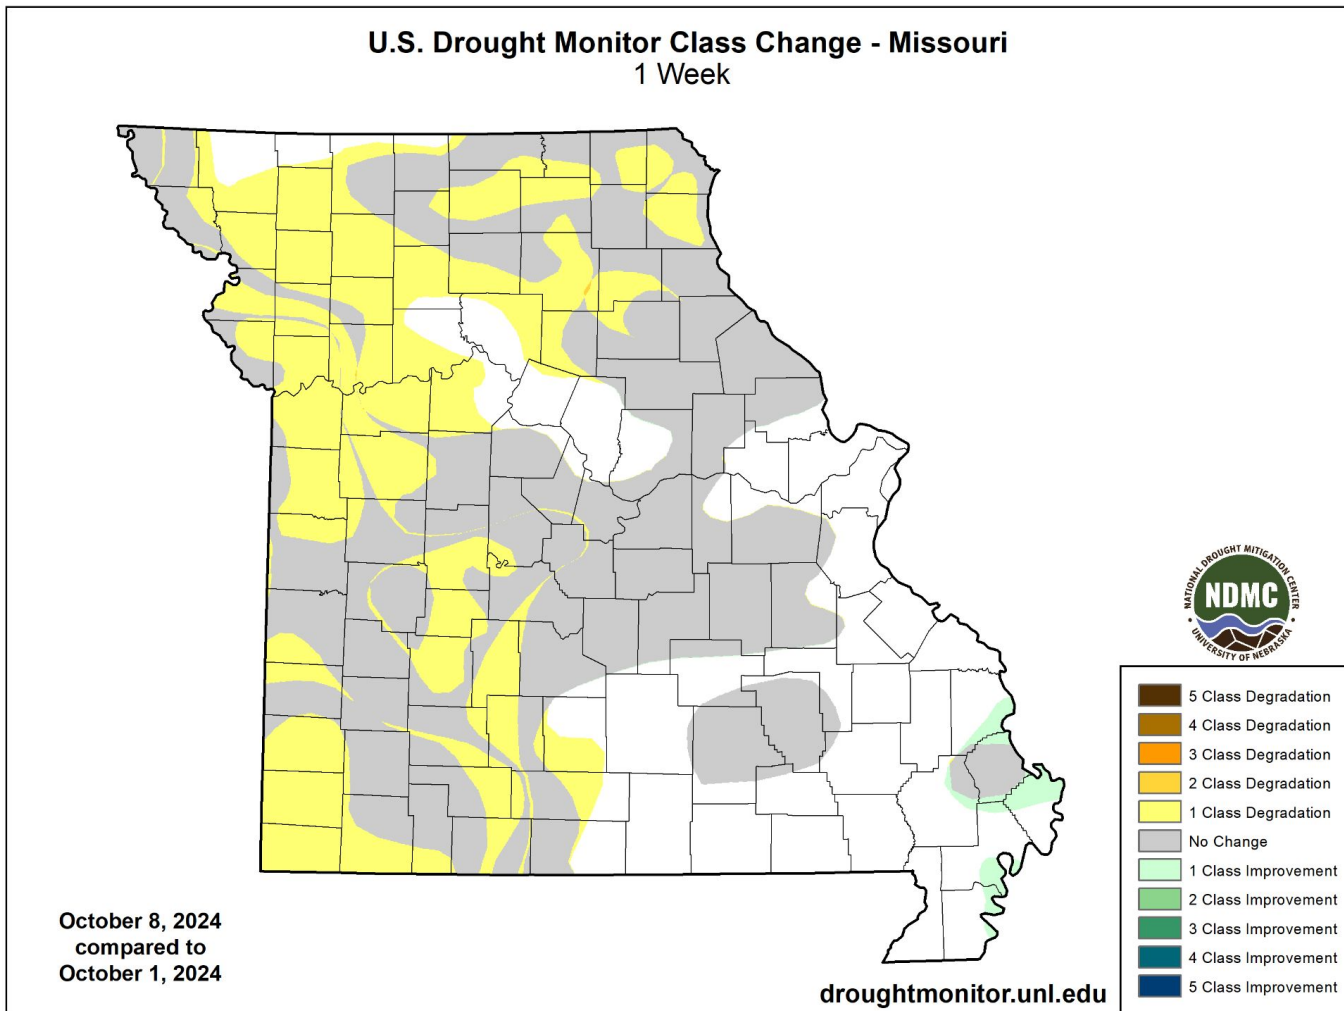 U.S. Drought Monitor Class Change - Missouri
1 Week
NATIONAL DROUGHT MITIGATION CENTER
NDMC
UNIVERSITY OF NEBRASKA
5 Class Degradation
4 Class Degradation
3 Class Degradation
2 Class Degradation
1 Class Degradation
No Change
1 Class Improvement
2 Class Improvement
3 Class Improvement
4 Class Improvement
5 Class Improvement
October 8, 2024
compared to
October 1, 2024
droughtmonitor.unl.edu